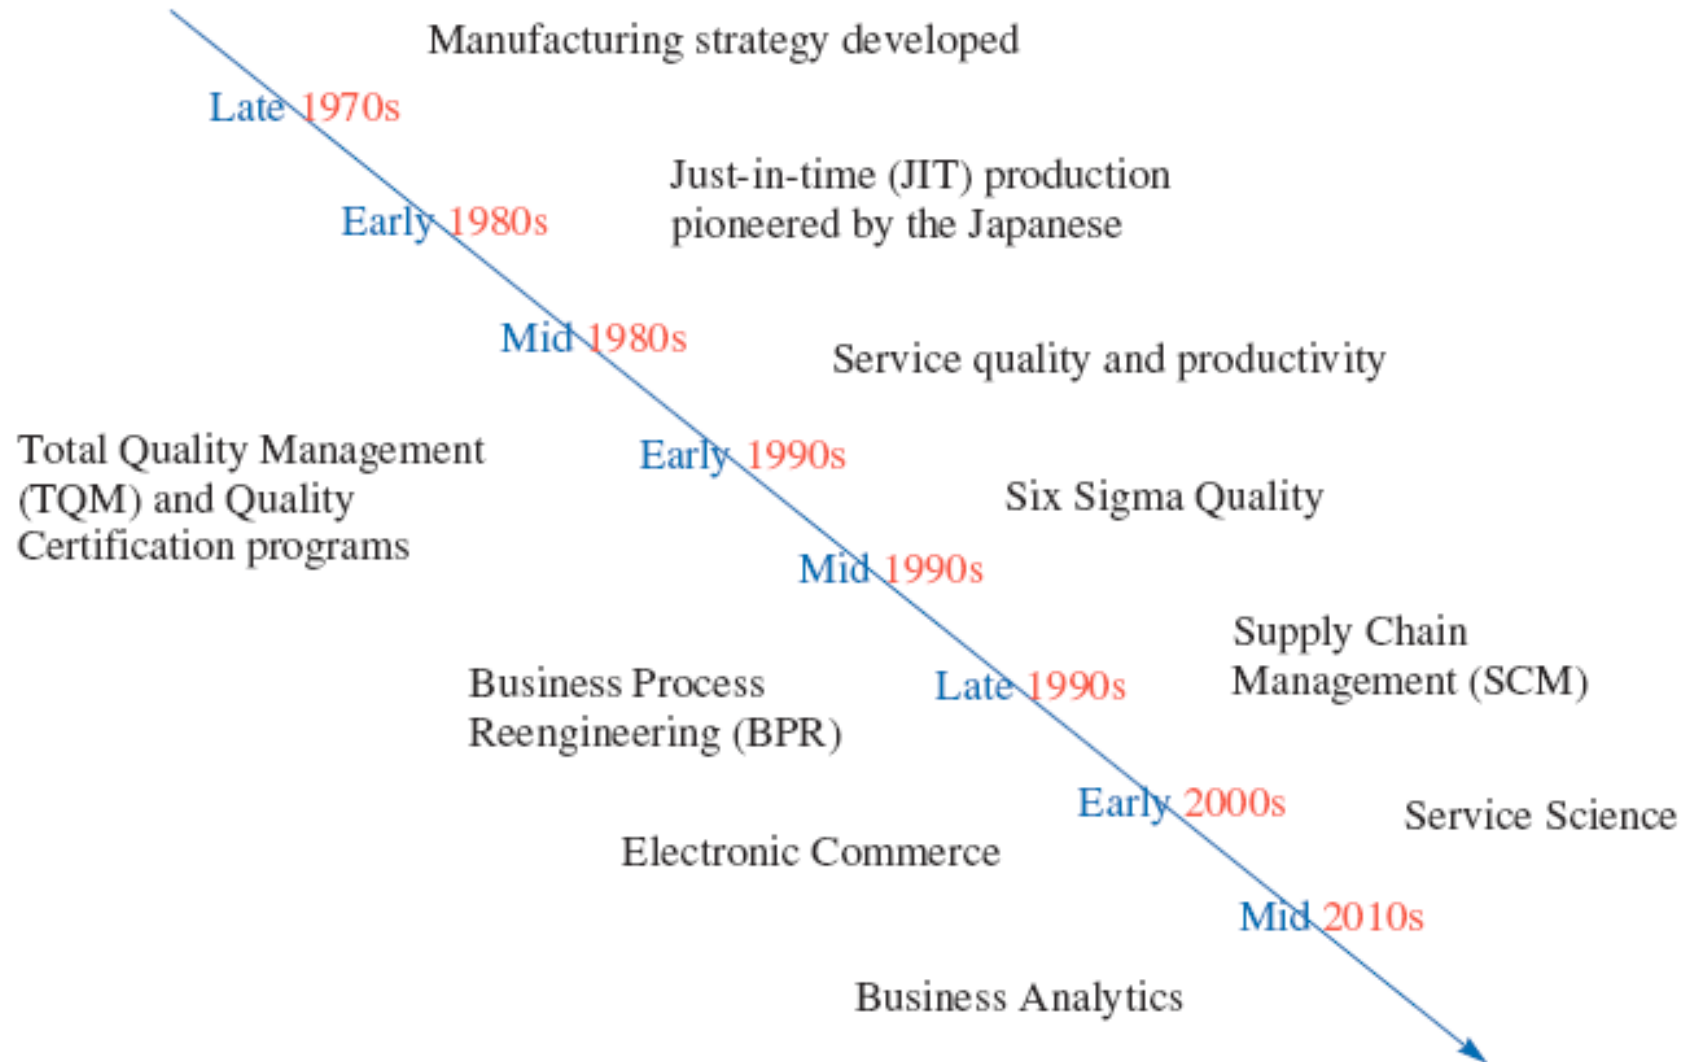 Manufacturing strategy developed
Late 1970s
Just-in-time (JIT) production
pioneered by the Japanese
Early 1980s
Mid 1980s
Service quality and productivity
Total Quality Management
(TQM) and Quality
Certification programs
Early 1990s
Six Sigma Quality
Mid 1990s
Supply Chain
Management (SCM)
Business Process
Reengineering (BPR)
Late 1990s
Early 2000s
Service Science
Electronic Commerce
Mid 2010s
Business Analytics